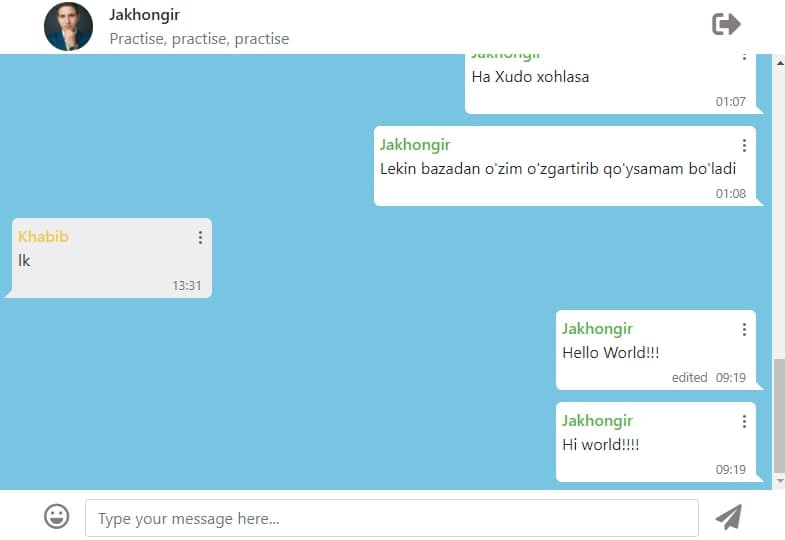 Jakhongir
Practise, practise, practise
Jakhongir
Ha Xudo xohlasa
01:07
Jakhongir
Lekin bazadan o'zim o'zgartirib qo'ysamam bo'ladi
01:08
Khabib
lk
13:31
Jakhongir
Hello World!!!
edited 09:19
Jakhongir
Hi world!!!!
09:19
Type your message here...